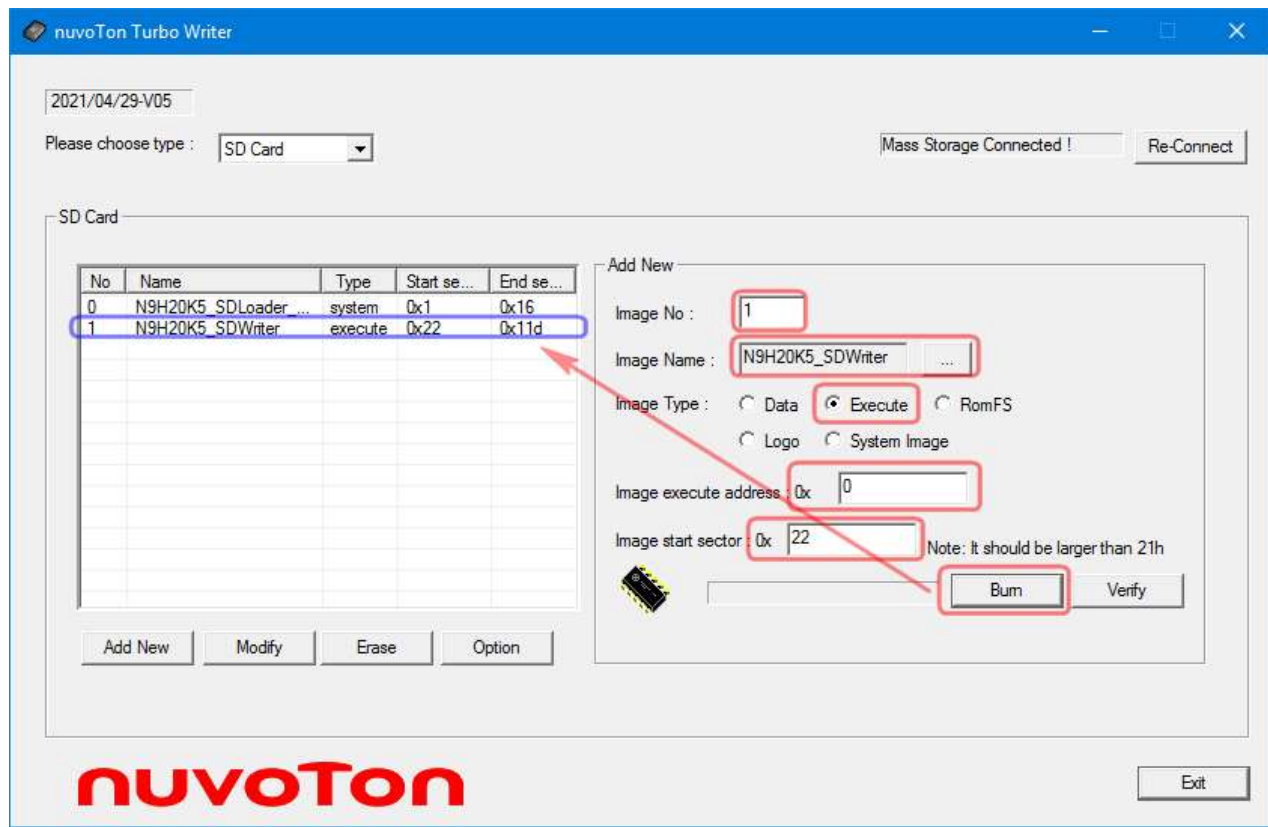 nuvoTon Turbo Writer
2021/04/29-V05
Please choose type : SD Card
Mass Storage Connected ! Re-Connect
SD Card
No Name Type Start se... End se...
0 N9H20K5_SDLoader_... system 0x1 0x16
1 N9H20K5_SDWriter execute 0x22 0x11d
Add New Modify Erase Option
Add New
Image No : 1
Image Name : N9H20K5_SDWriter ...
Image Type : Data Execute RomFS
Logo System Image
Image execute address : 0x 0
Image start sector : 0x 22 Note: It should be larger than 21h
Burn Verify
nuvoTon
Exit